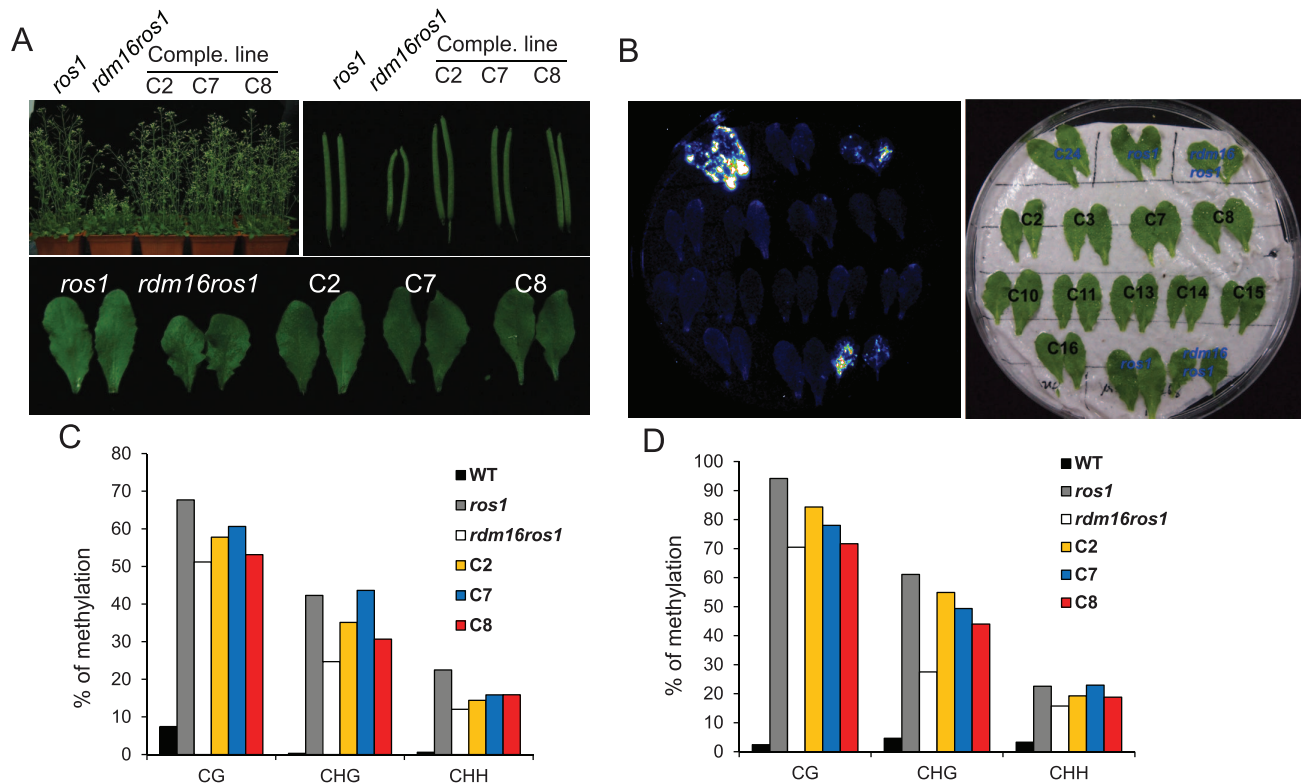 A
ros1
rdm16ros1
Comple. line
C2 C7 C8
ros1
rdm16ros1
Comple. line
C2 C7 C8
ros1 rdm16ros1 C2 C7 C8
B
C24 ros1 rdm16
ros1
C2 C3 C7 C8
C10 C11 C13 C14 C15
C16 ros1 rdm16
ros1
C
% of methylation
80
70
60
50
40
30
20
10
0
CG CHG CHH
WT
ros1
rdm16ros1
C2
C7
C8
D
% of methylation
100
90
80
70
60
50
40
30
20
10
0
CG CHG CHH
WT
ros1
rdm16ros1
C2
C7
C8